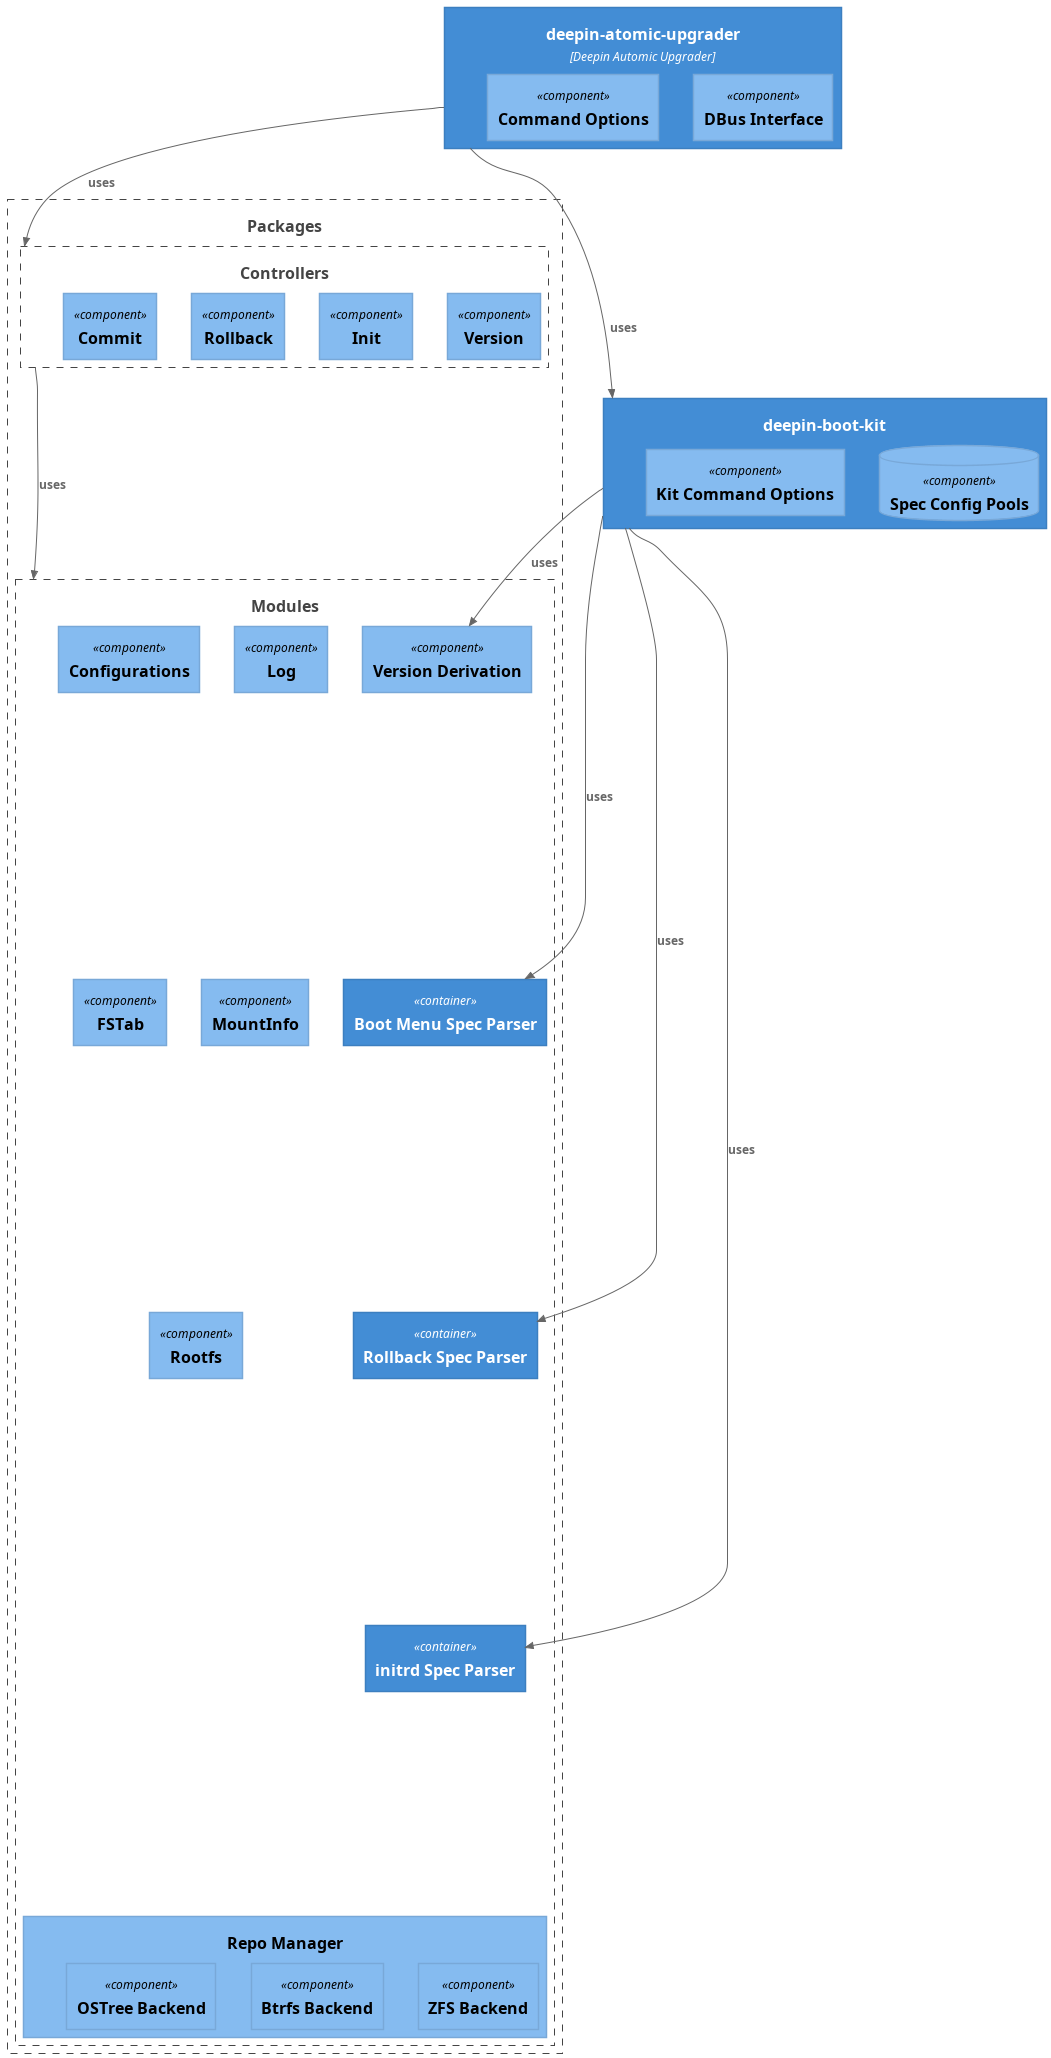 deepin-atomic-upgrader
[Deepin Automic Upgrader]
«component»
Command Options
«component»
DBus Interface
uses
Packages
Controllers
«component»
Commit
«component»
Rollback
«component»
Init
«component»
Version
uses
deepin-boot-kit
«component»
Kit Command Options
«component»
Spec Config Pools
uses
uses
Modules
«component»
Configurations
«component»
Log
«component»
Version Derivation
uses
uses
«component»
FSTab
«component»
MountInfo
«container»
Boot Menu Spec Parser
uses
«component»
Rootfs
«container»
Rollback Spec Parser
uses
«container»
initrd Spec Parser
Repo Manager
«component»
OSTree Backend
«component»
Btrfs Backend
«component»
ZFS Backend